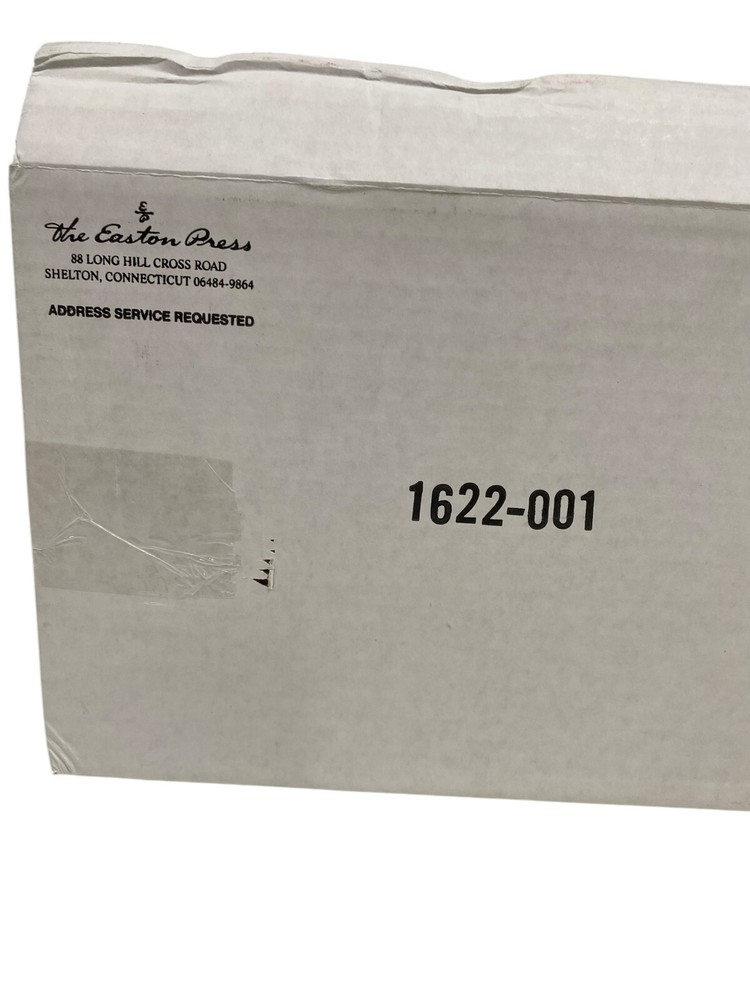 The Easton Press
88 LONG HILL CROSS ROAD
SHELTON, CONNECTICUT 06484-9864
ADDRESS SERVICE REQUESTED
1622-001